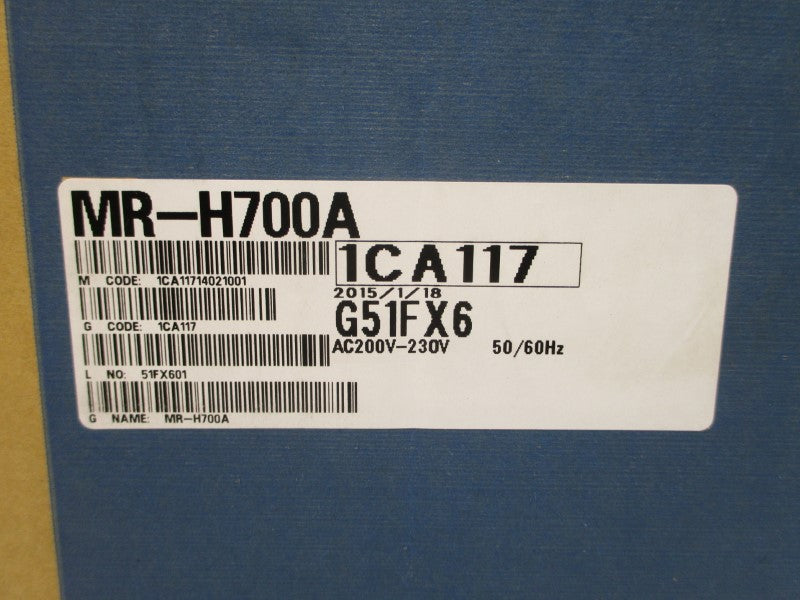 MR-H700A
1CA117
M CODE: 1CA11714021001
2015/1/18
G51FX6
G CODE: 1CA117
AC200V-230V 50/60Hz
L NO: 51FX601
G NAME: MR-H700A